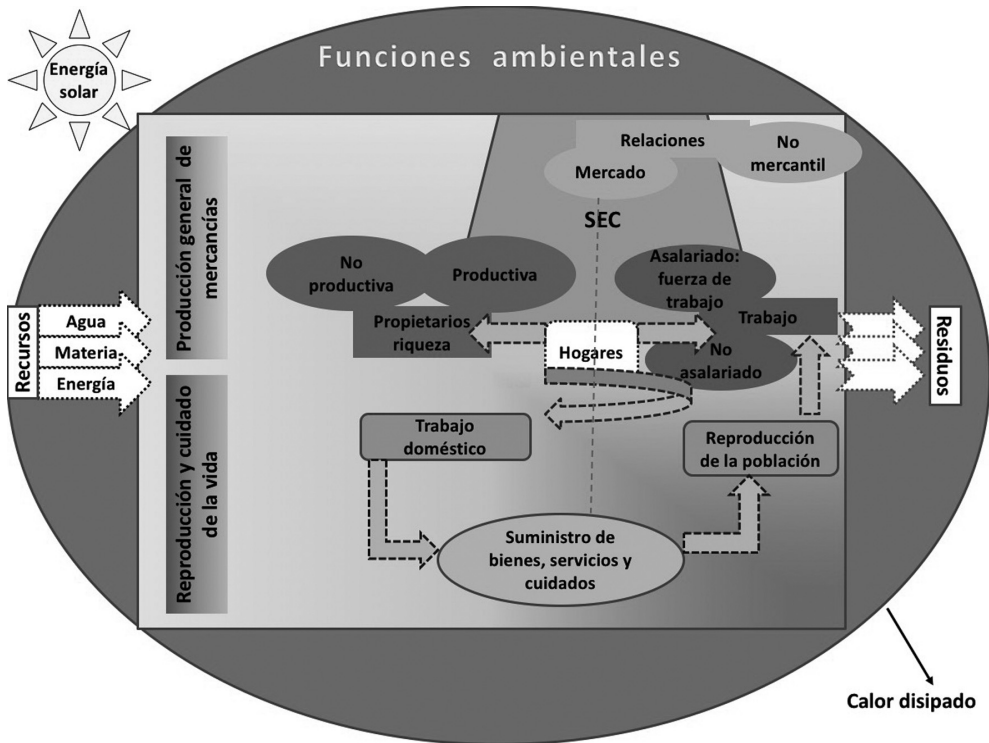 Funciones ambientales
Energía
solar
Relaciones
No
mercantil
Mercado
SEC
Producción general de
mercancías
No
productiva
Productiva
Asalariado:
fuerza de
trabajo
Propietarios
riqueza
Hogares
Trabajo
No
asalariado
Recursos
Agua
Materia
Energía
Residuos
Reproducción y cuidado
de la vida
Trabajo
doméstico
Reproducción
de la población
Suministro de
bienes, servicios y
cuidados
Calor disipado